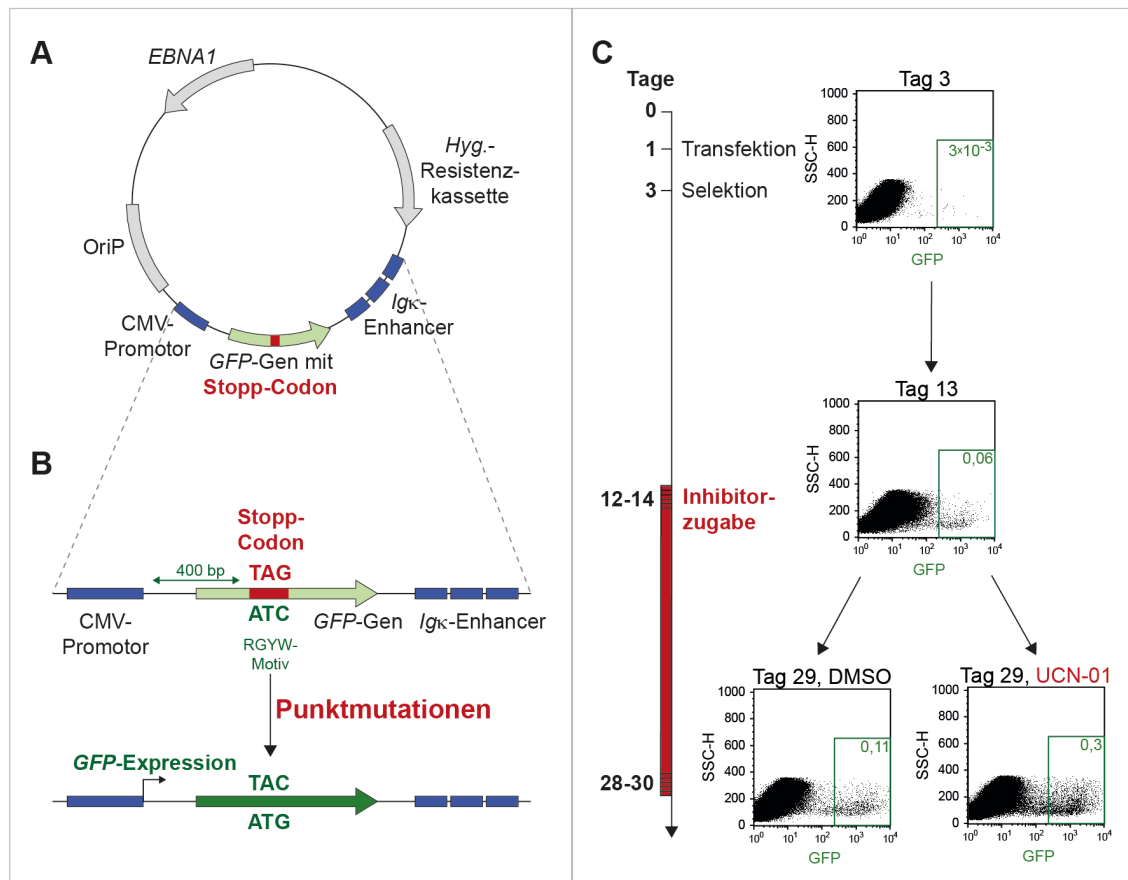 A
EBNA1
Hyg.-
Resistenz-
kassette
OriP
CMV-
Promotor
Igκ-
Enhancer
GFP-Gen mit
Stopp-Codon
B
Stopp-
Codon
400 bp
TAG
ATC
CMV-
Promotor
GFP-Gen
Igκ-Enhancer
RGYW-
Motiv
Punktmutationen
GFP-Expression
TAC
ATG
C
Tage
0
1 Transfektion
3 Selektion
12-14 Inhibitor-
zugabe
28-30
Tag 3
1000
800
600
400
200
0
SSC-H
3×10⁻³
10⁰ 10¹ 10² 10³ 10⁴
GFP
Tag 13
1000
800
600
400
200
0
SSC-H
0,06
10⁰ 10¹ 10² 10³ 10⁴
GFP
Tag 29, DMSO
1000
800
600
400
200
0
SSC-H
0,11
10⁰ 10¹ 10² 10³ 10⁴
GFP
Tag 29, UCN-01
1000
800
600
400
200
0
SSC-H
0,3
10⁰ 10¹ 10² 10³ 10⁴
GFP